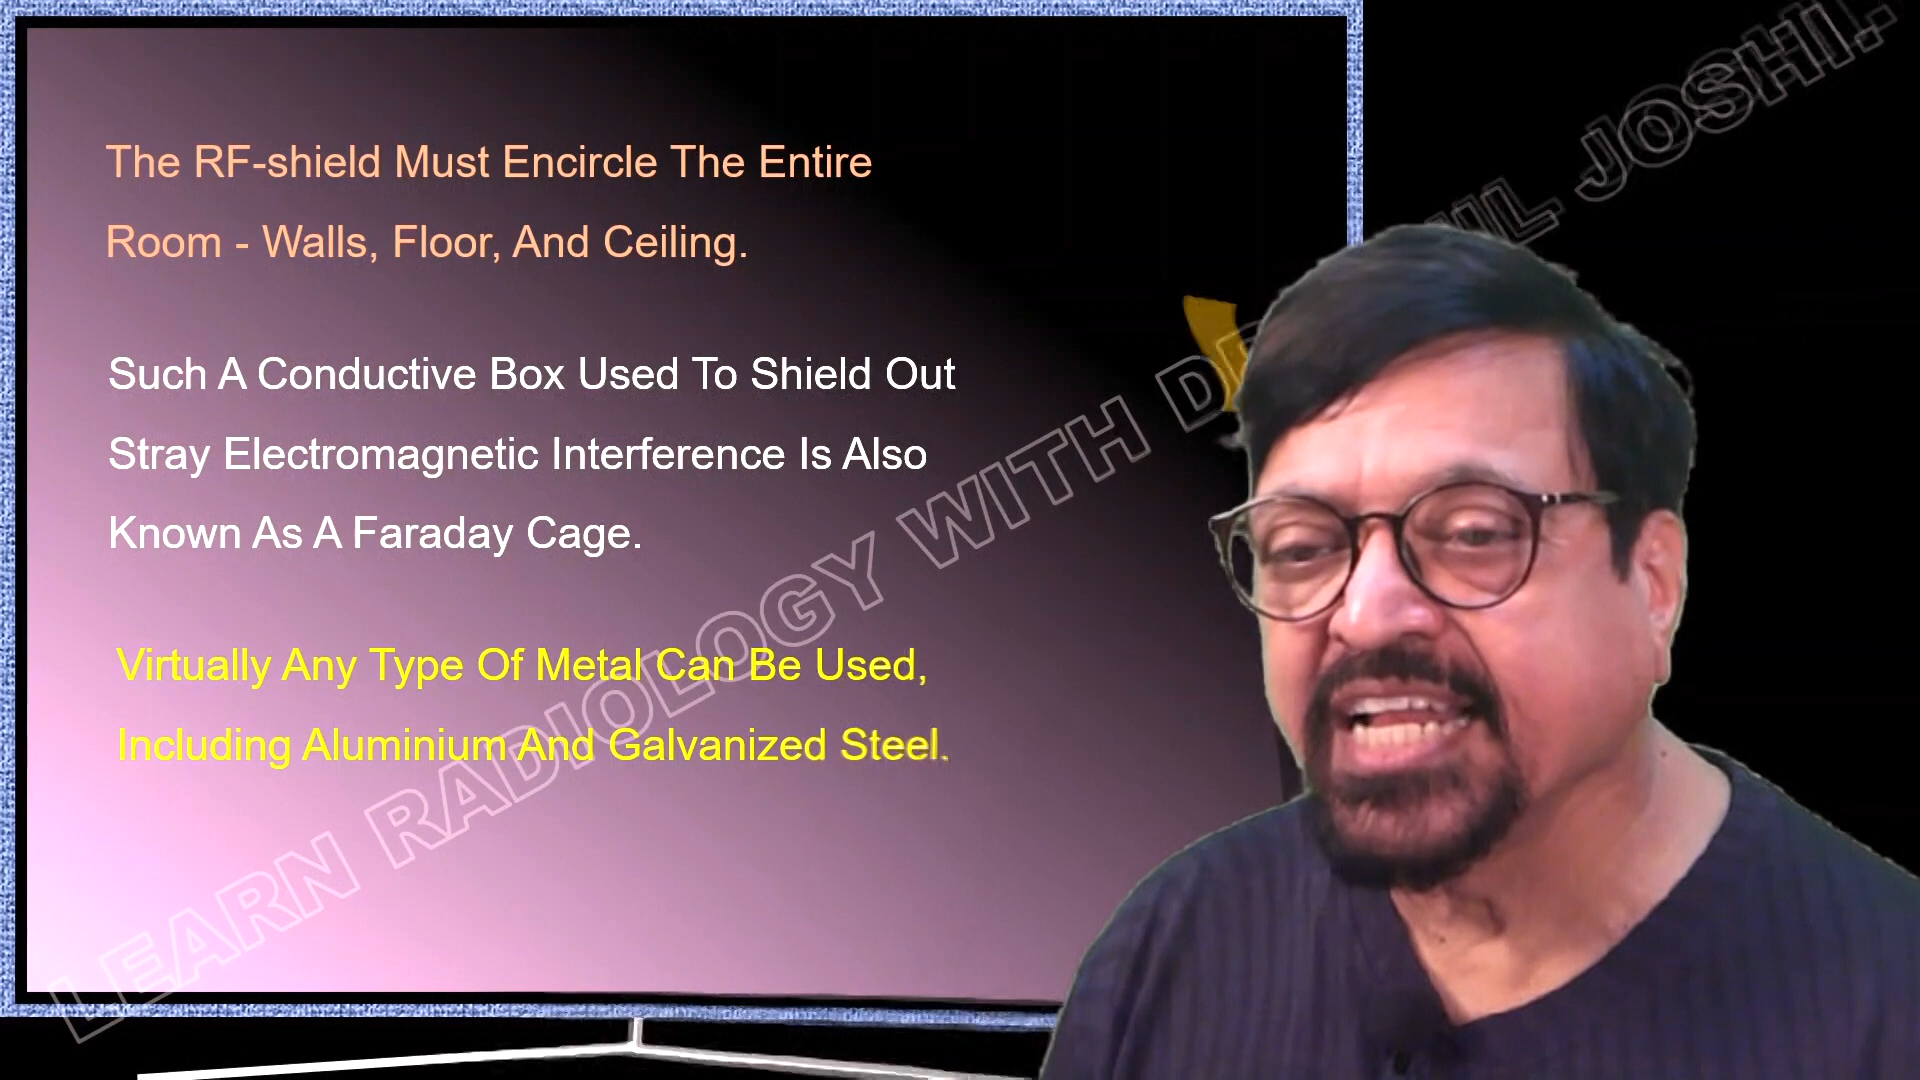 The RF-shield Must Encircle The Entire
Room - Walls, Floor, And Ceiling.
Such A Conductive Box Used To Shield Out
Stray Electromagnetic Interference Is Also
Known As A Faraday Cage.
Virtually Any Type Of Metal Can Be Used,
Including Aluminium And Galvanized Steel.
LEARN RADIOLOGY WITH JOSHI.